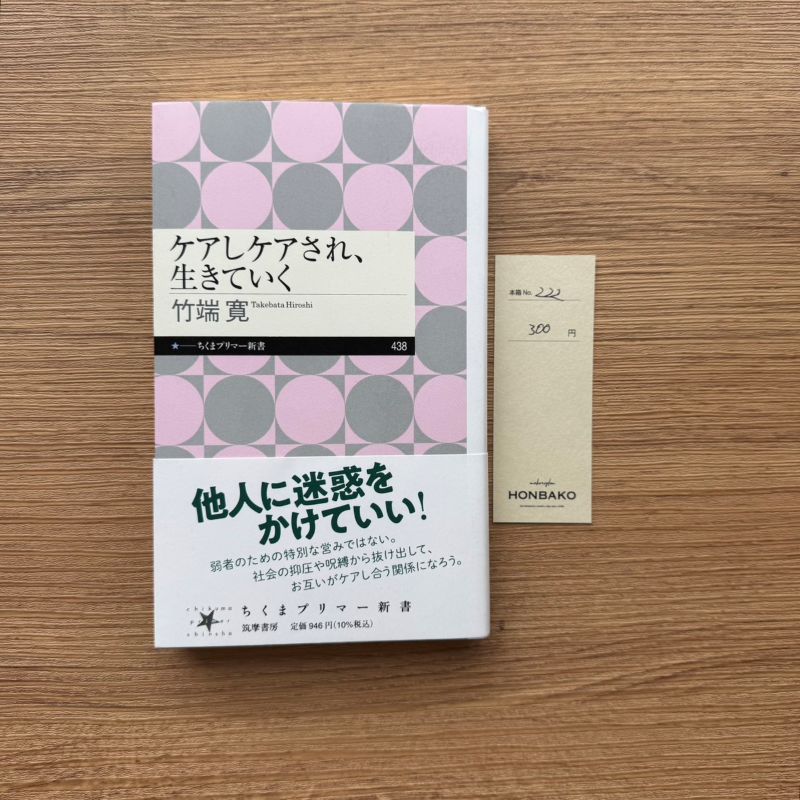 ケアしケアされ、
生きていく
竹端 寛 Takebata Hiroshi
★──ちくまプリマー新書 438
他人に迷惑を
かけていい!
弱者のための特別な営みではない。
社会の抑圧や呪縛から抜け出して、
お互いがケアし合う関係になろう。
chikuma
primer
shinsho
ちくまプリマー新書
筑摩書房 定価946円(10%税込)
本箱 No. 222
300 円
HONBAKO